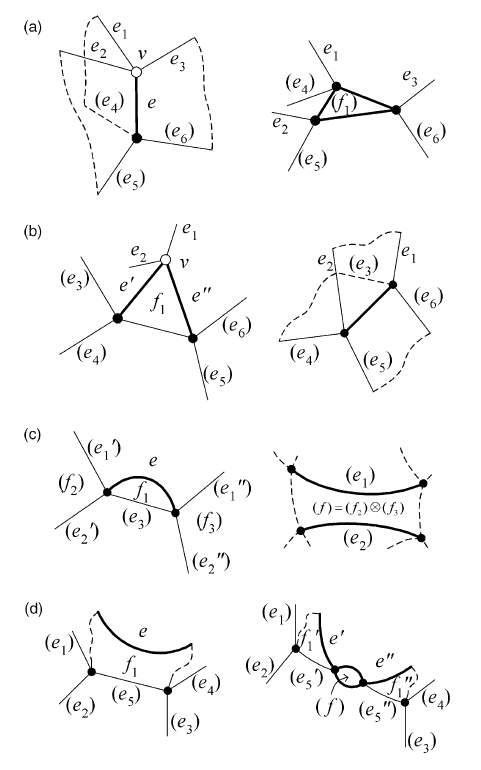 (a)
e₁
e₂
v
e₃
(e₄)
e
(e₆)
(e₅)
e₁
(e₄)
e₃
(f₁)
e₂
(e₆)
(e₅)
(b)
e₁
e₂
v
(e₃)
e′
e″
f₁
(e₆)
(e₄)
(e₅)
e₂
e₁
(e₃)
(e₆)
(e₄)
(e₅)
(c)
(e₁′)
e
(f₂)
f₁
(e₁″)
(e₃)
(f₃)
(e₂′)
(e₂″)
(e₁)
(f)=(f₂)⊗(f₃)
(e₂)
(d)
e
(e₁)
f₁
(e₄)
(e₂)
(e₅)
(e₃)
(e₁)
f₁′
e′
(e₂)
e″
(e₅′)
f₁″
(f)
(e₅″)
(e₄)
(e₃)